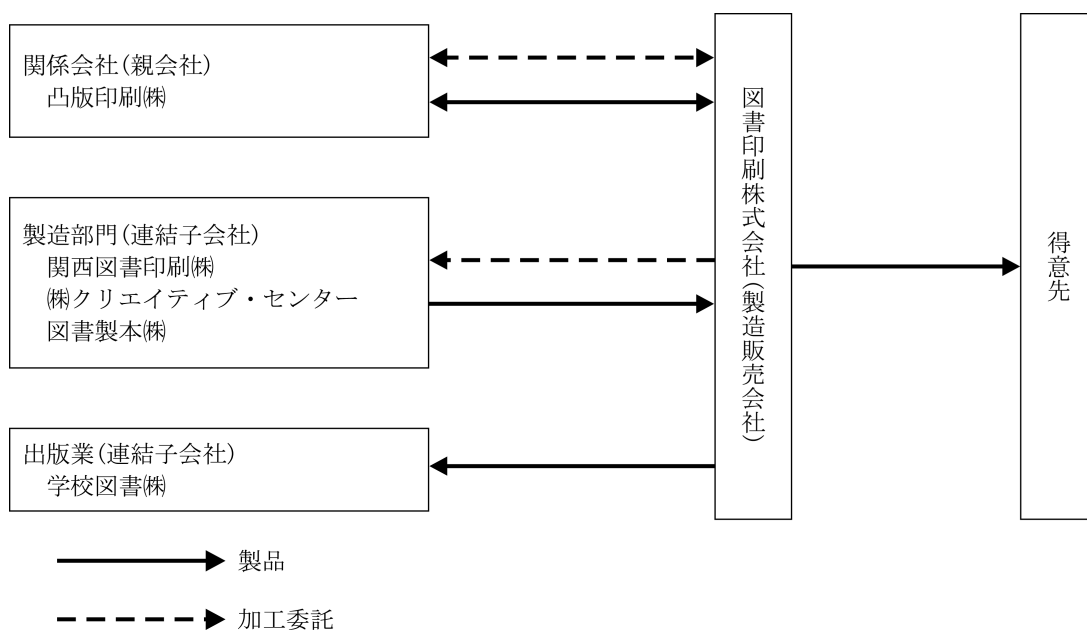 関係会社(親会社)
凸版印刷㈱
製造部門(連結子会社)
関西図書印刷㈱
㈱クリエイティブ・センター
図書製本㈱
出版業(連結子会社)
学校図書㈱
図書印刷株式会社(製造販売会社)
得意先
製品
加工委託